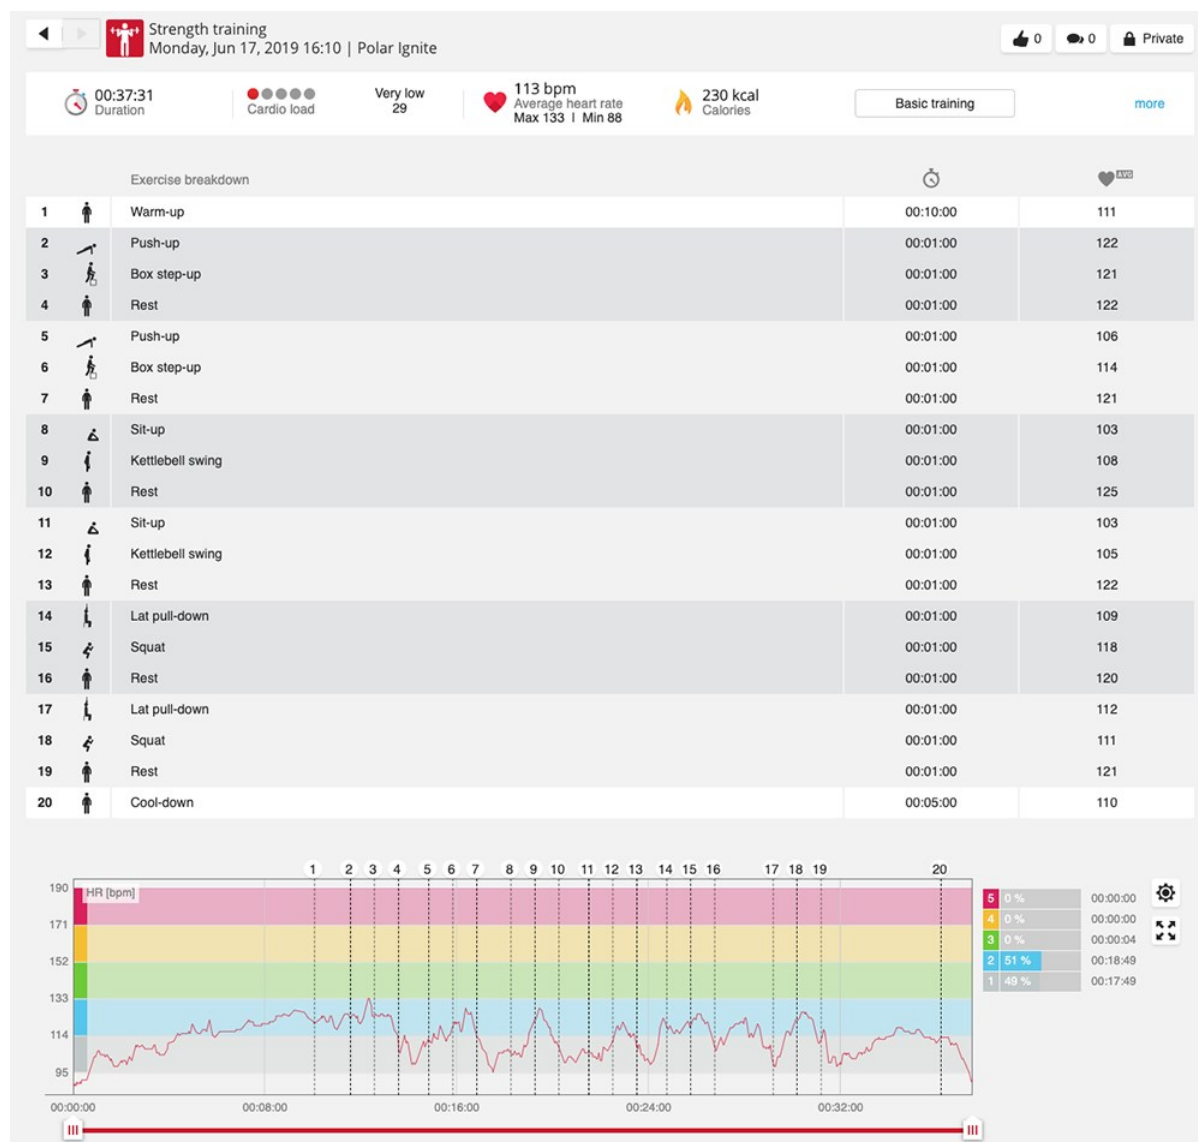 Strength training
Monday, Jun 17, 2019 16:10 | Polar Ignite
0
0
Private
00:37:31
Duration
Cardio load
Very low
29
113 bpm
Average heart rate
Max 133 | Min 88
230 kcal
Calories
Basic training
more
Exercise breakdown AVG
1 Warm-up 00:10:00 111
2 Push-up 00:01:00 122
3 Box step-up 00:01:00 121
4 Rest 00:01:00 122
5 Push-up 00:01:00 106
6 Box step-up 00:01:00 114
7 Rest 00:01:00 121
8 Sit-up 00:01:00 103
9 Kettlebell swing 00:01:00 108
10 Rest 00:01:00 125
11 Sit-up 00:01:00 103
12 Kettlebell swing 00:01:00 105
13 Rest 00:01:00 122
14 Lat pull-down 00:01:00 109
15 Squat 00:01:00 118
16 Rest 00:01:00 120
17 Lat pull-down 00:01:00 112
18 Squat 00:01:00 111
19 Rest 00:01:00 121
20 Cool-down 00:05:00 110
1 2 3 4 5 6 7 8 9 10 11 12 13 14 15 16 17 18 19 20
HR [bpm]
190
171
152
133
114
95
00:00:00 00:08:00 00:16:00 00:24:00 00:32:00
5 0 % 00:00:00
4 0 % 00:00:00
3 0 % 00:00:04
2 51 % 00:18:49
1 49 % 00:17:49